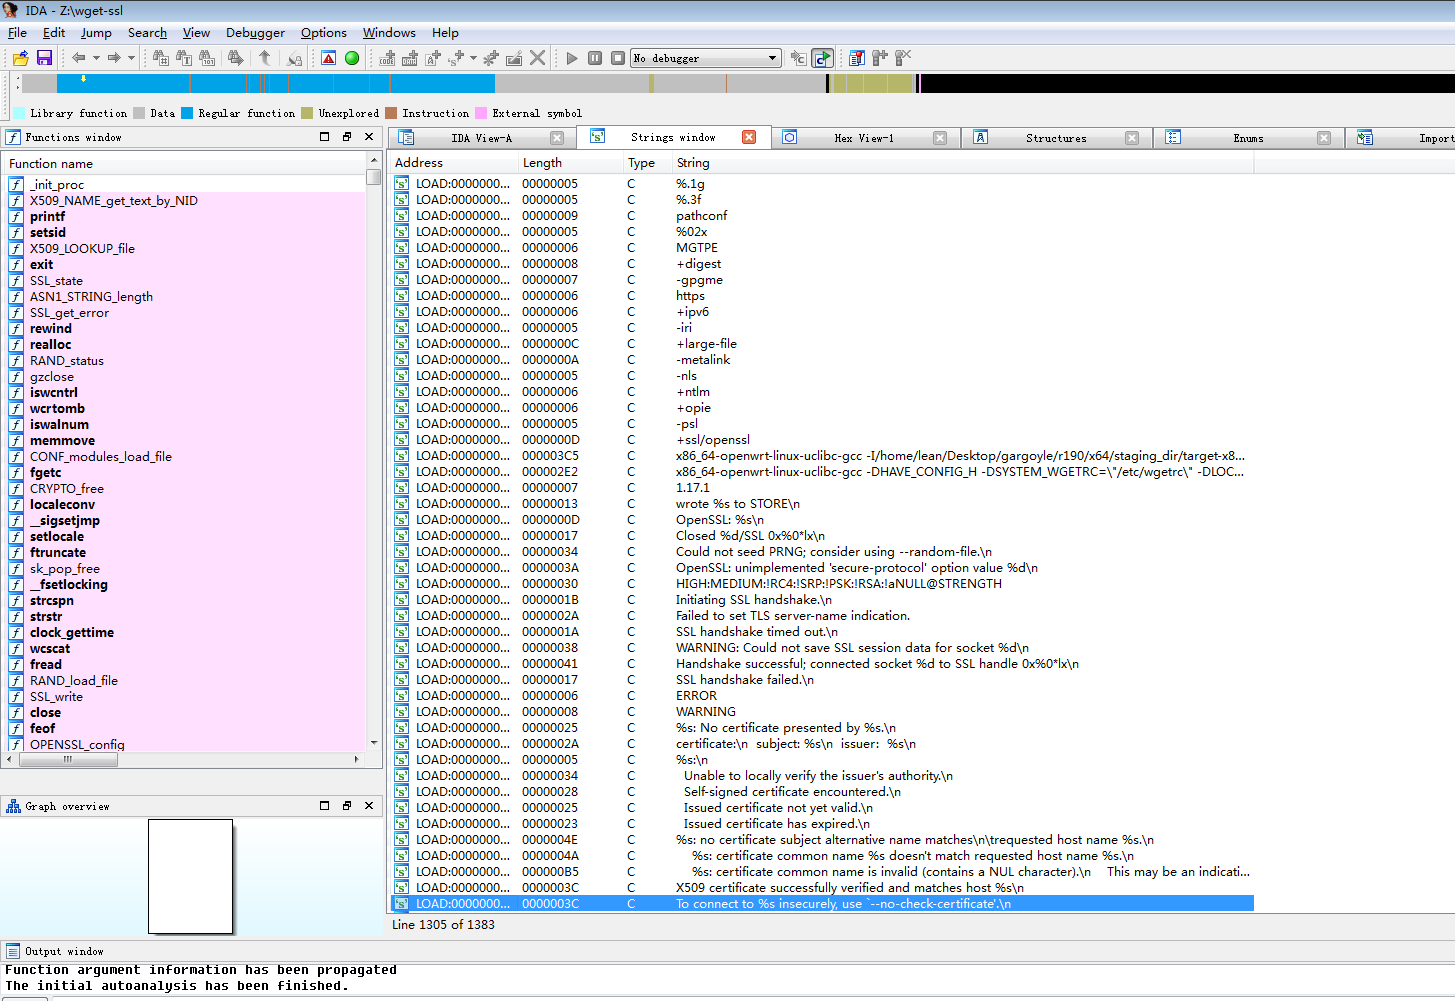 IDA - Z:\wget-ssl
File Edit Jump Search View Debugger Options Windows Help
No debugger
Library function Data Regular function Unexplored Instruction External symbol
Functions window
Function name
_init_proc
X509_NAME_get_text_by_NID
printf
setsid
X509_LOOKUP_file
exit
SSL_state
ASN1_STRING_length
SSL_get_error
rewind
realloc
RAND_status
gzclose
iswcntrl
wcrtomb
iswalnum
memmove
CONF_modules_load_file
fgetc
CRYPTO_free
localeconv
__sigsetjmp
setlocale
ftruncate
sk_pop_free
__fsetlocking
strcspn
strstr
clock_gettime
wcscat
fread
RAND_load_file
SSL_write
close
feof
OPENSSL_config
Graph overview
IDA View-A Strings window Hex View-1 Structures Enums Import
Address Length Type String
LOAD:0000000... 00000005 C %.1g
LOAD:0000000... 00000005 C %.3f
LOAD:0000000... 00000009 C pathconf
LOAD:0000000... 00000005 C %02x
LOAD:0000000... 00000006 C MGTPE
LOAD:0000000... 00000008 C +digest
LOAD:0000000... 00000007 C -gpgme
LOAD:0000000... 00000006 C https
LOAD:0000000... 00000006 C +ipv6
LOAD:0000000... 00000005 C -iri
LOAD:0000000... 0000000C C +large-file
LOAD:0000000... 0000000A C -metalink
LOAD:0000000... 00000005 C -nls
LOAD:0000000... 00000006 C +ntlm
LOAD:0000000... 00000006 C +opie
LOAD:0000000... 00000005 C -psl
LOAD:0000000... 0000000D C +ssl/openssl
LOAD:0000000... 000003C5 C x86_64-openwrt-linux-uclibc-gcc -I/home/lean/Desktop/gargoyle/r190/x64/staging_dir/target-x8...
LOAD:0000000... 000002E2 C x86_64-openwrt-linux-uclibc-gcc -DHAVE_CONFIG_H -DSYSTEM_WGETRC=\"/etc/wgetrc\" -DLOC...
LOAD:0000000... 00000007 C 1.17.1
LOAD:0000000... 00000013 C wrote %s to STORE\n
LOAD:0000000... 0000000D C OpenSSL: %s\n
LOAD:0000000... 00000017 C Closed %d/SSL 0x%0*lx\n
LOAD:0000000... 00000034 C Could not seed PRNG; consider using --random-file.\n
LOAD:0000000... 0000003A C OpenSSL: unimplemented 'secure-protocol' option value %d\n
LOAD:0000000... 00000030 C HIGH:MEDIUM:!RC4:!SRP:!PSK:!RSA:!aNULL@STRENGTH
LOAD:0000000... 0000001B C Initiating SSL handshake.\n
LOAD:0000000... 0000002A C Failed to set TLS server-name indication.
LOAD:0000000... 0000001A C SSL handshake timed out.\n
LOAD:0000000... 00000038 C WARNING: Could not save SSL session data for socket %d\n
LOAD:0000000... 00000041 C Handshake successful; connected socket %d to SSL handle 0x%0*lx\n
LOAD:0000000... 00000017 C SSL handshake failed.\n
LOAD:0000000... 00000006 C ERROR
LOAD:0000000... 00000008 C WARNING
LOAD:0000000... 00000025 C %s: No certificate presented by %s.\n
LOAD:0000000... 0000002A C certificate:\n  subject: %s\n  issuer:  %s\n
LOAD:0000000... 00000005 C %s:\n
LOAD:0000000... 00000034 C   Unable to locally verify the issuer's authority.\n
LOAD:0000000... 00000028 C   Self-signed certificate encountered.\n
LOAD:0000000... 00000025 C   Issued certificate not yet valid.\n
LOAD:0000000... 00000023 C   Issued certificate has expired.\n
LOAD:0000000... 0000004E C %s: no certificate subject alternative name matches\n\trequested host name %s.\n
LOAD:0000000... 0000004A C     %s: certificate common name %s doesn't match requested host name %s.\n
LOAD:0000000... 000000B5 C     %s: certificate common name is invalid (contains a NUL character).\n    This may be an indicati...
LOAD:0000000... 0000003C C X509 certificate successfully verified and matches host %s\n
LOAD:0000000... 0000003C C To connect to %s insecurely, use `--no-check-certificate'.\n
Line 1305 of 1383
Output window
Function argument information has been propagated
The initial autoanalysis has been finished.